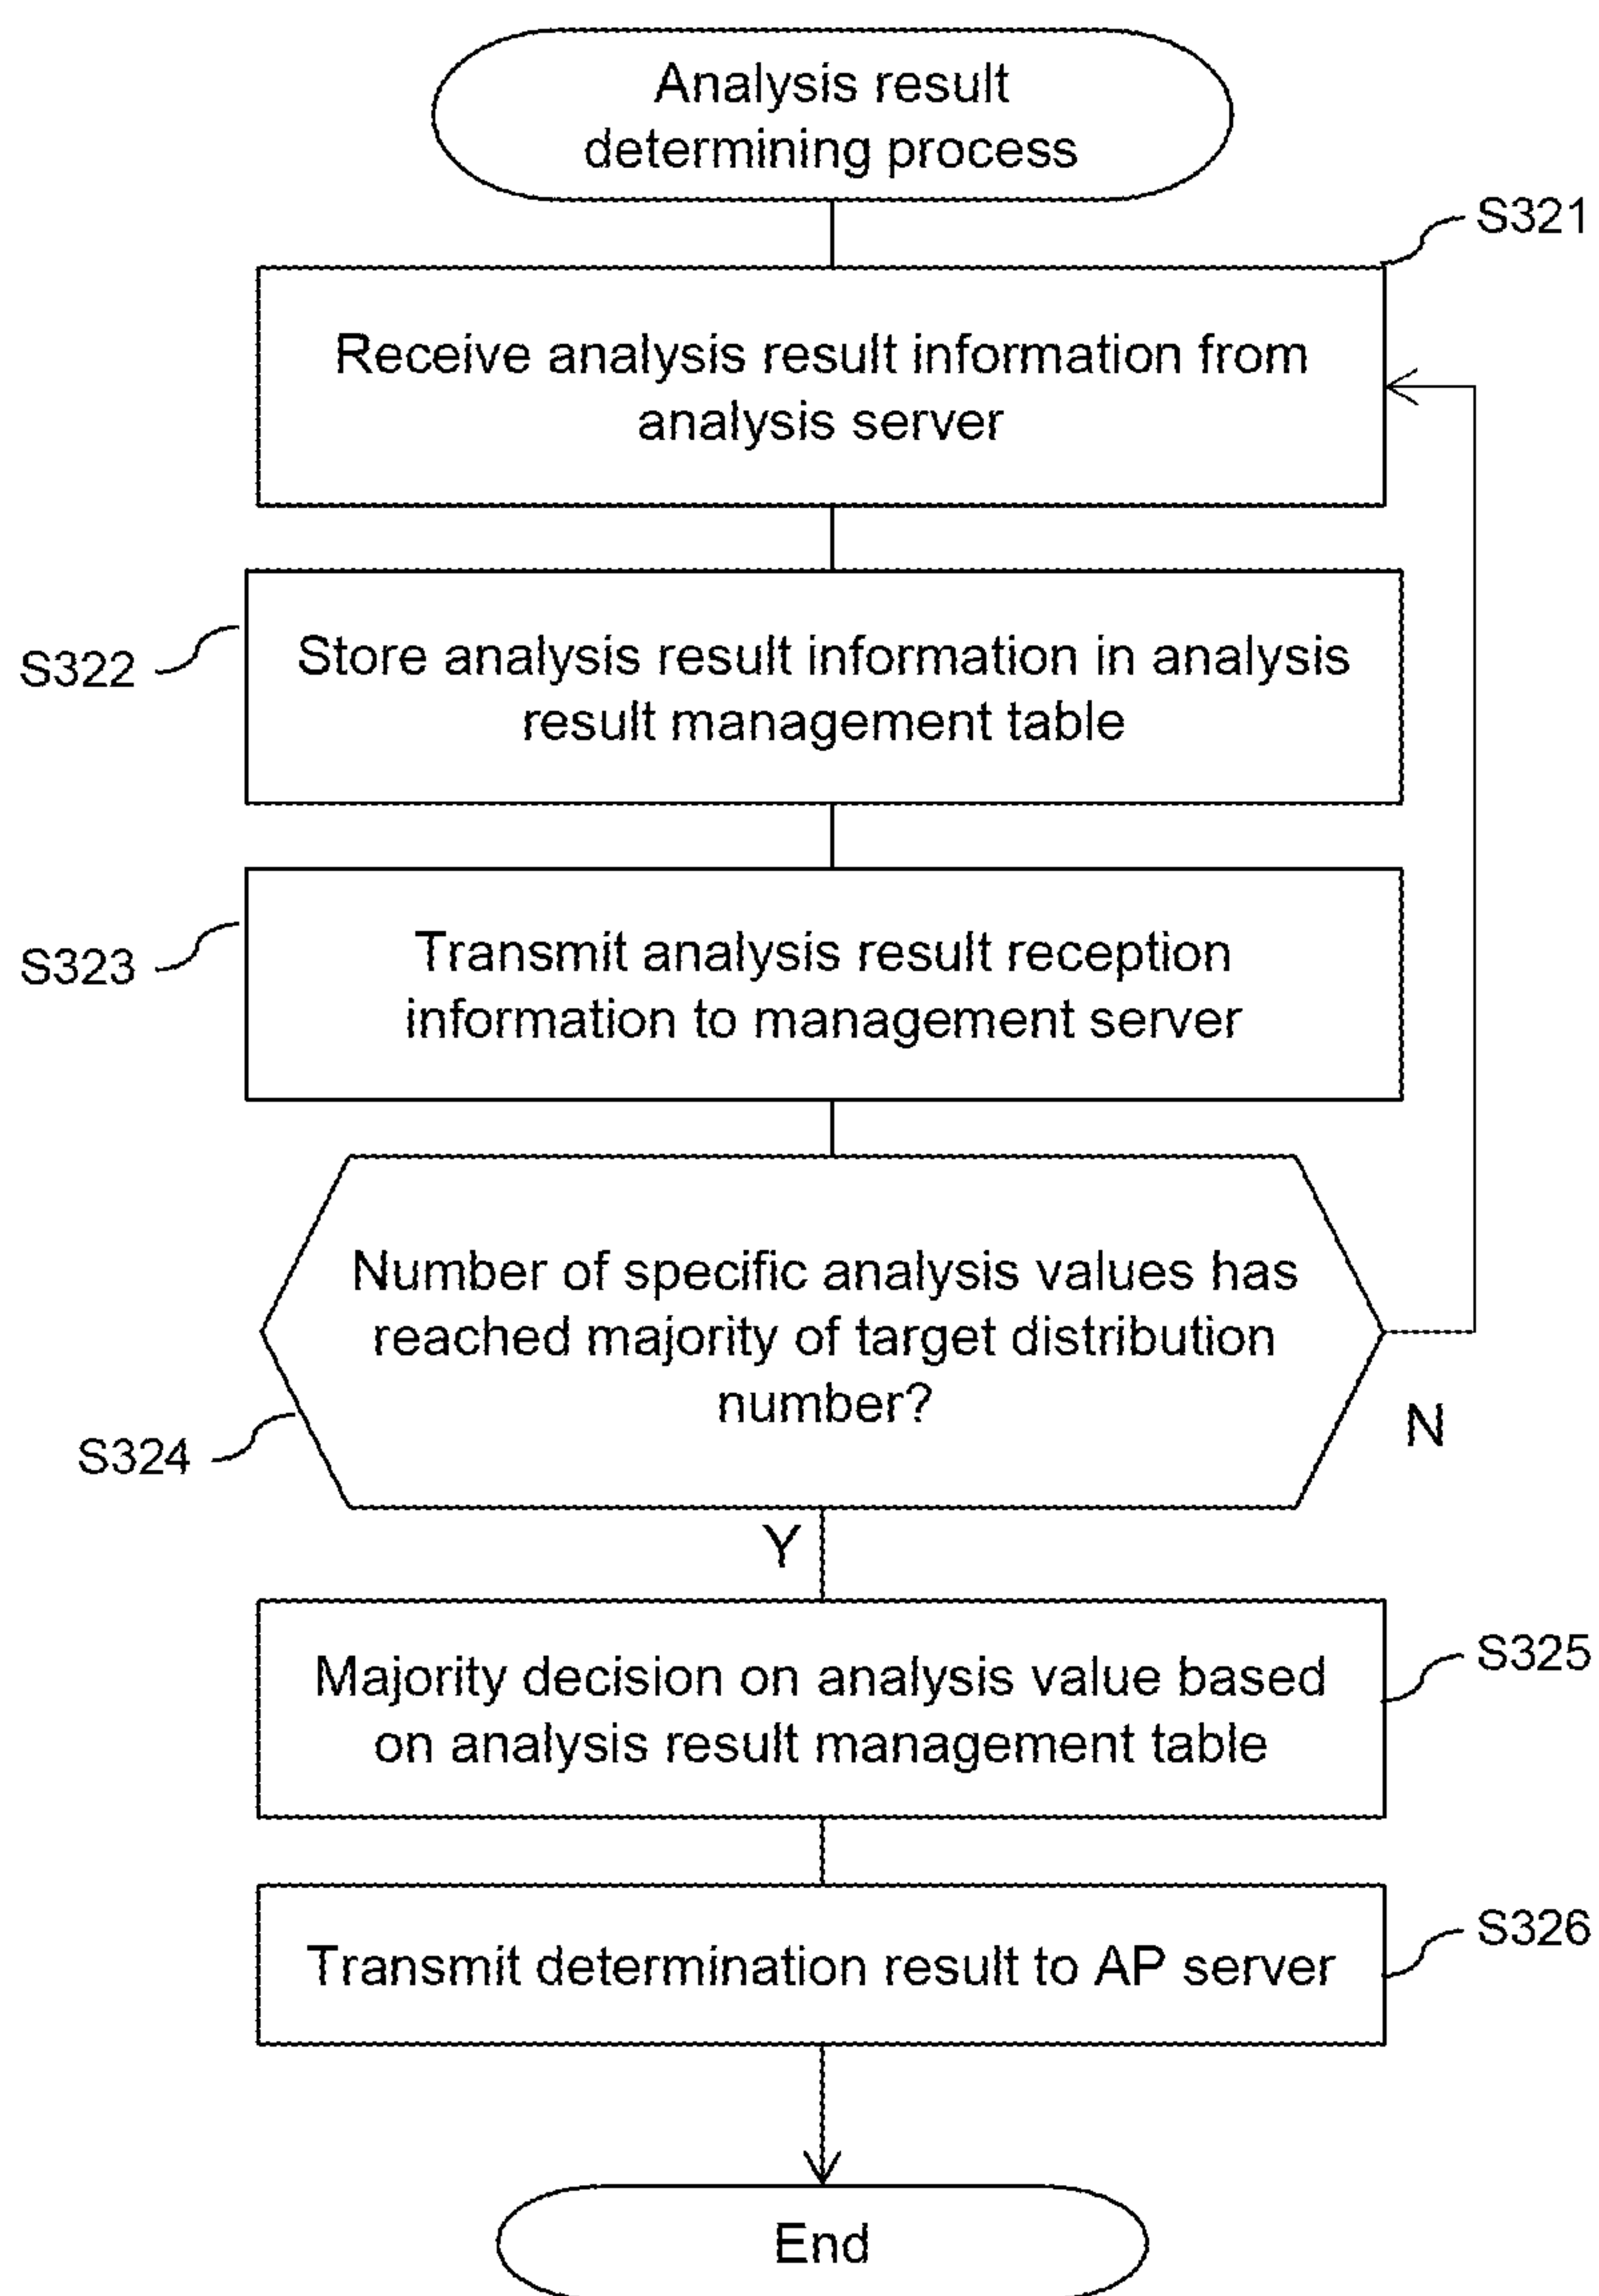 Analysis result
determining process
S321
Receive analysis result information from
analysis server
S322
Store analysis result information in analysis
result management table
S323
Transmit analysis result reception
information to management server
Number of specific analysis values has
reached majority of target distribution
number?
S324
N
Y
Majority decision on analysis value based
on analysis result management table
S325
Transmit determination result to AP server
S326
End